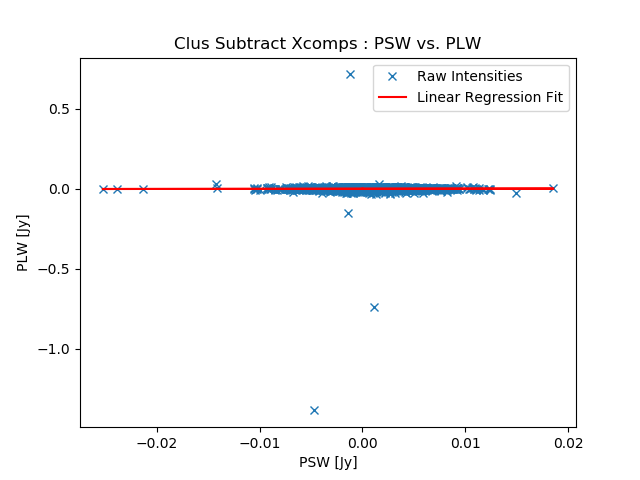 Clus Subtract Xcomps : PSW vs. PLW
Raw Intensities
Linear Regression Fit
0.5
0.0
−0.5
−1.0
PLW [Jy]
−0.02
−0.01
0.00
0.01
0.02
PSW [Jy]